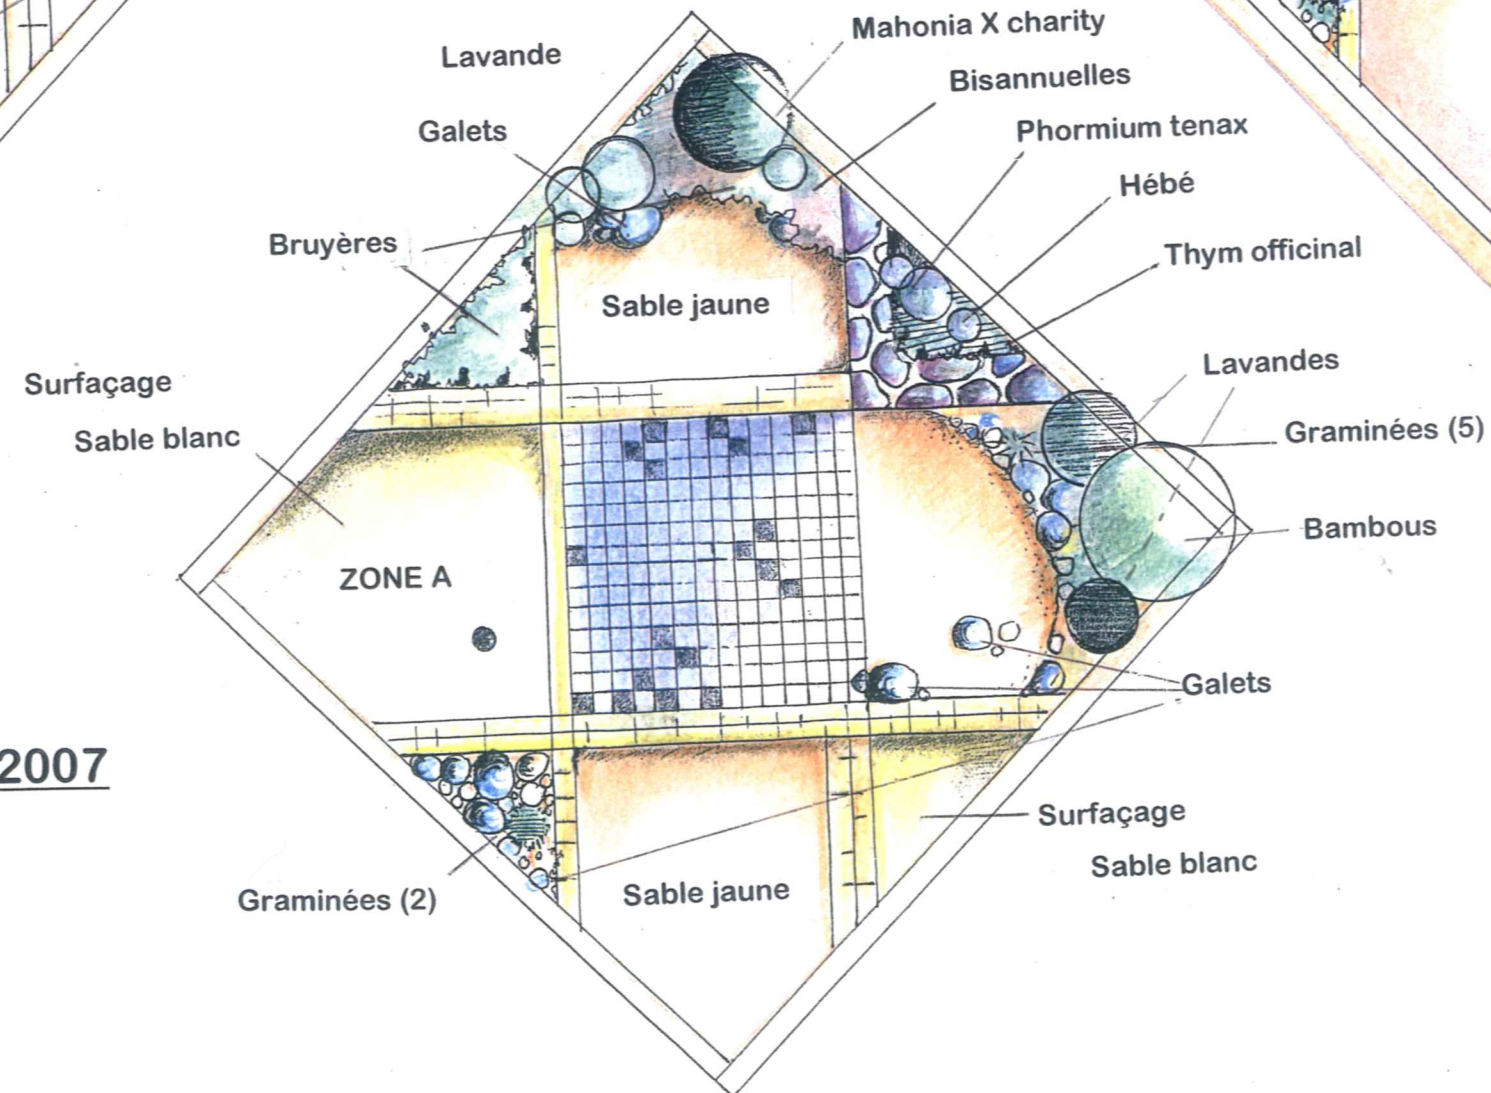 Lavande
Mahonia X charity
Bisannuelles
Galets
Phormium tenax
Hébé
Bruyères
Thym officinal
Sable jaune
Lavandes
Surfaçage
Sable blanc
Graminées (5)
Bambous
ZONE A
Galets
2007
Surfaçage
Sable blanc
Sable jaune
Graminées (2)